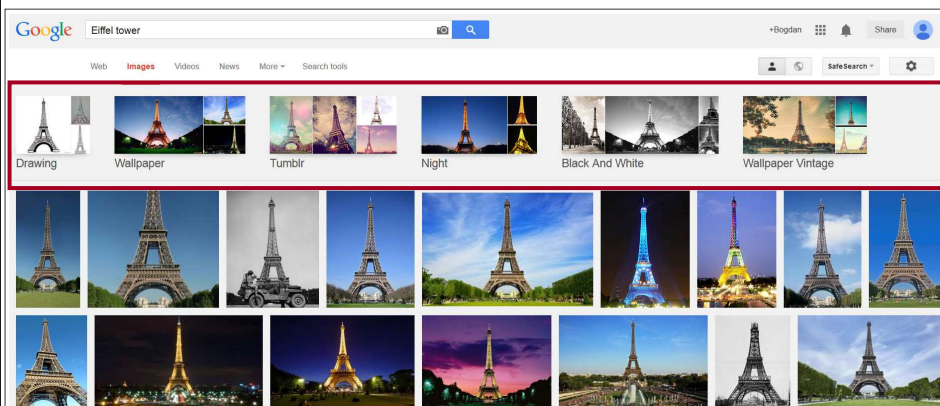 Google Eiffel tower +Bogdan Share
Web Images Videos News More Search tools SafeSearch
Drawing Wallpaper Tumblr Night Black And White Wallpaper Vintage